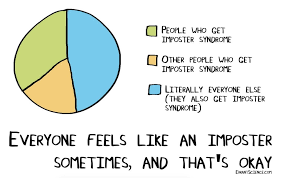 PEOPLE WHO GET
IMPOSTER SYNDROME
OTHER PEOPLE WHO GET
IMPOSTER SYNDROME
LITERALLY EVERYONE ELSE
(THEY ALSO GET IMPOSTER
SYNDROME)
EVERYONE FEELS LIKE AN IMPOSTER
SOMETIMES, AND THAT'S OKAY